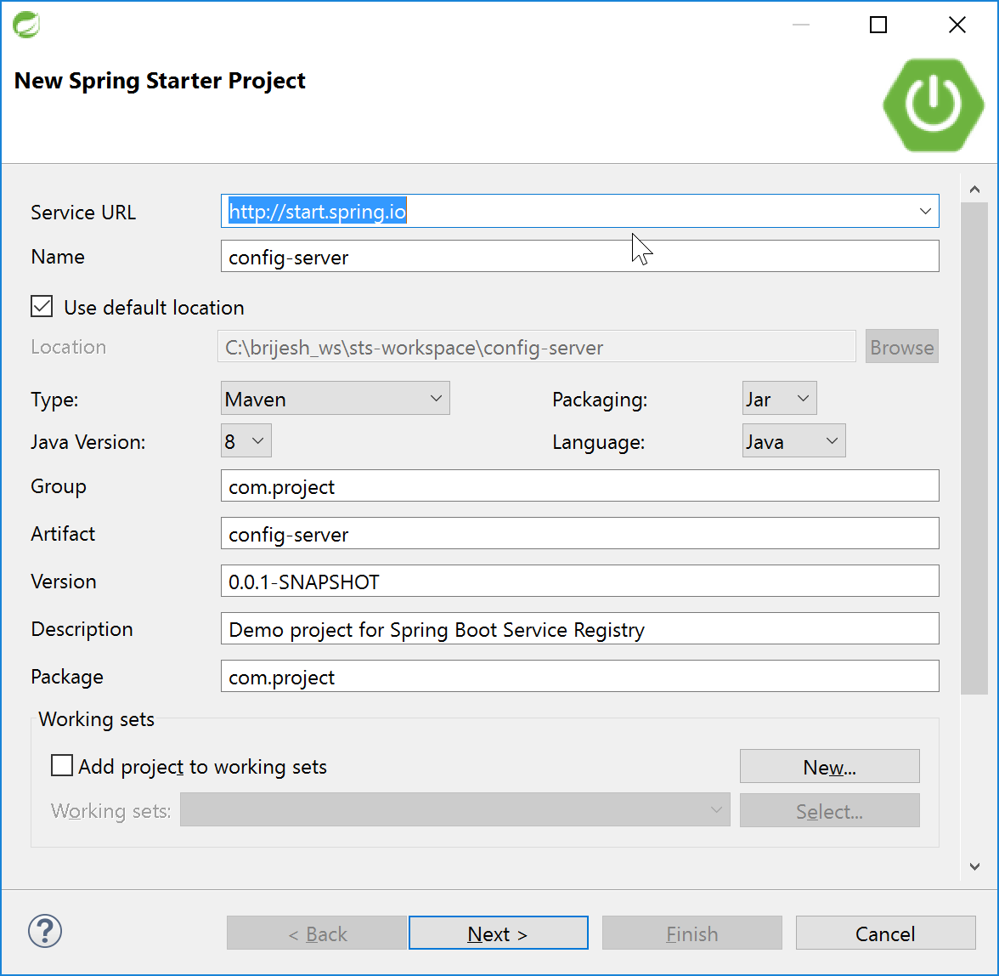 New Spring Starter Project
Service URL http://start.spring.io
Name config-server
Use default location
Location C:\brijesh_ws\sts-workspace\config-server Browse
Type: Maven Packaging: Jar
Java Version: 8 Language: Java
Group com.project
Artifact config-server
Version 0.0.1-SNAPSHOT
Description Demo project for Spring Boot Service Registry
Package com.project
Working sets
Add project to working sets New...
Working sets: Select...
? < Back Next > Finish Cancel